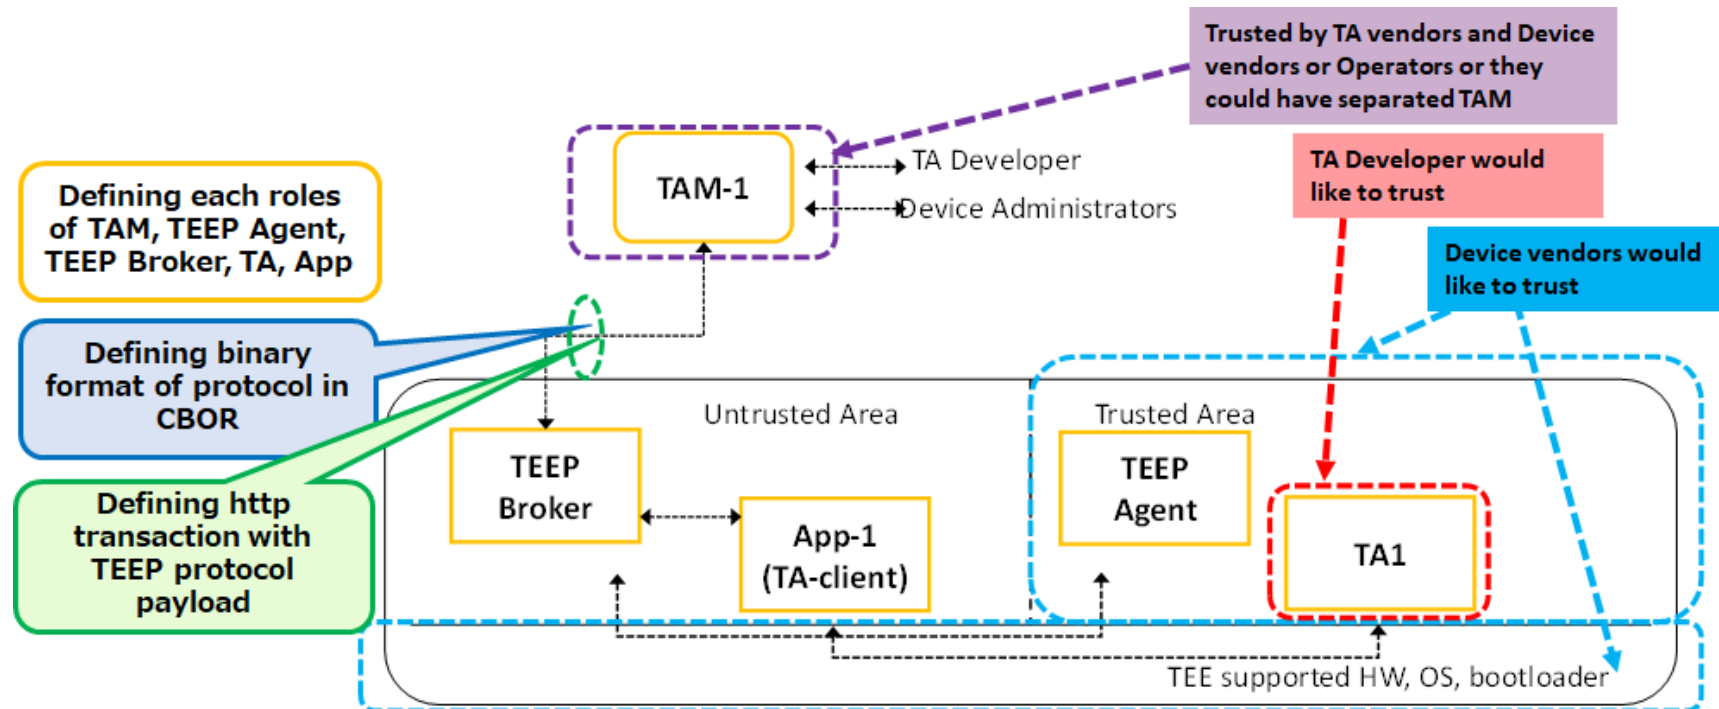 Trusted by TA vendors and Device
vendors or Operators or they
could have separated TAM
TA Developer would
like to trust
Device vendors would
like to trust
TAM-1
TA Developer
Device Administrators
Defining each roles
of TAM, TEEP Agent,
TEEP Broker, TA, App
Defining binary
format of protocol in
CBOR
Defining http
transaction with
TEEP protocol
payload
Untrusted Area
Trusted Area
TEEP
Broker
App-1
(TA-client)
TEEP
Agent
TA1
TEE supported HW, OS, bootloader